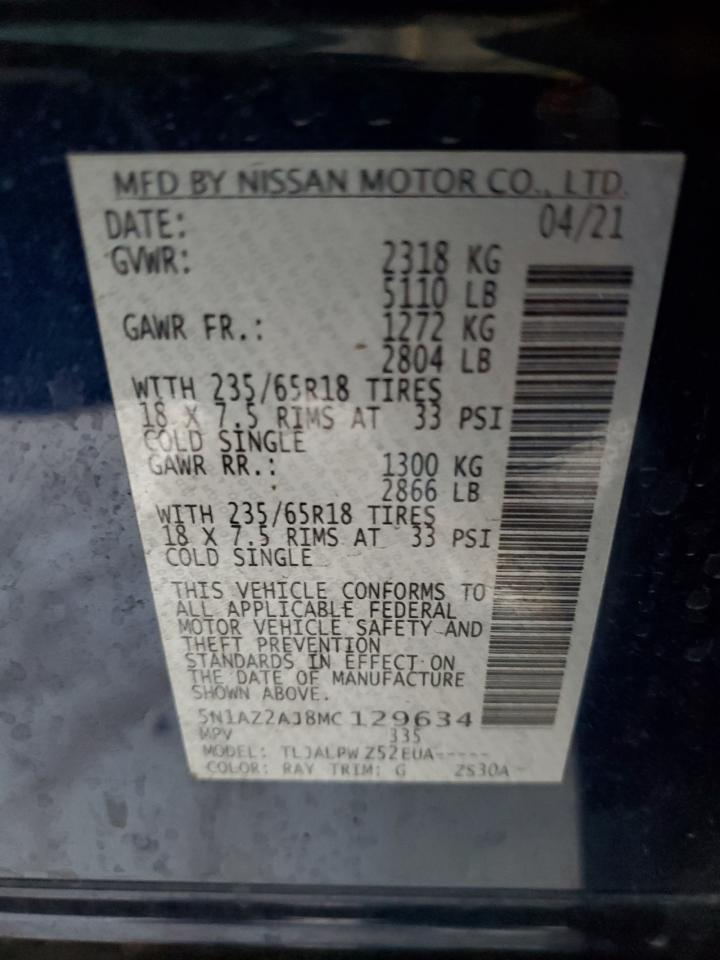 MFD BY NISSAN MOTOR CO., LTD.
DATE: 04/21
GVWR: 2318 KG
5110 LB
GAWR FR.: 1272 KG
2804 LB
WITH 235/65R18 TIRES
18 X 7.5 RIMS AT 33 PSI
COLD SINGLE
GAWR RR.: 1300 KG
2866 LB
WITH 235/65R18 TIRES
18 X 7.5 RIMS AT 33 PSI
COLD SINGLE
THIS VEHICLE CONFORMS TO
ALL APPLICABLE FEDERAL
MOTOR VEHICLE SAFETY AND
THEFT PREVENTION
STANDARDS IN EFFECT ON
THE DATE OF MANUFACTURE
SHOWN ABOVE.
5N1AZ2AJ8MC129634
MPV 335
MODEL: TLJALPW Z52EUA-----
COLOR: RAY TRIM: G ZS30A-